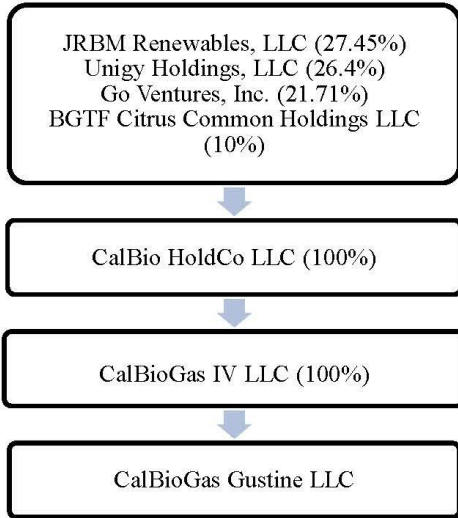 JRBM Renewables, LLC (27.45%)
Unigy Holdings, LLC (26.4%)
Go Ventures, Inc. (21.71%)
BGTF Citrus Common Holdings LLC
(10%)
CalBio HoldCo LLC (100%)
CalBioGas IV LLC (100%)
CalBioGas Gustine LLC